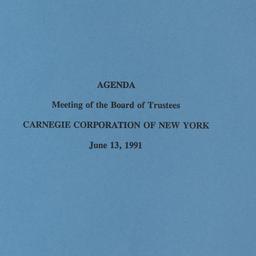 AGENDA
Meeting of the Board of Trustees
CARNEGIE CORPORATION OF NEW YORK
June 13, 1991